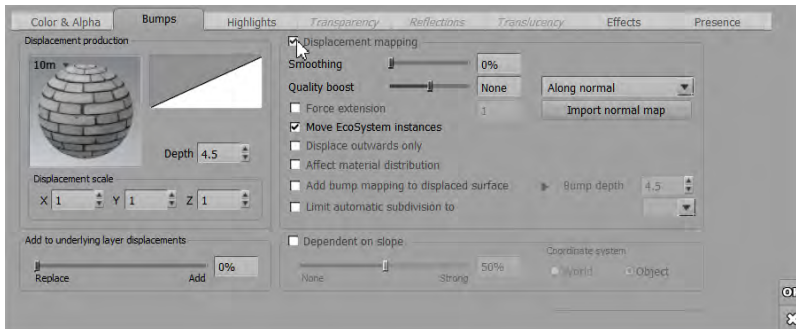 Color & Alpha Bumps Highlights Transparency Reflections Translucency Effects Presence
Displacement production
10m
Depth 4.5
Displacement scale
X 1 Y 1 Z 1
Add to underlying layer displacements
0%
Replace Add
Displacement mapping
Smoothing 0%
Quality boost None Along normal
Force extension 1 Import normal map
Move EcoSystem instances
Displace outwards only
Affect material distribution
Add bump mapping to displaced surface Bump depth 4.5
Limit automatic subdivision to
Dependent on slope
Coordinate system
50% World Object
None Strong